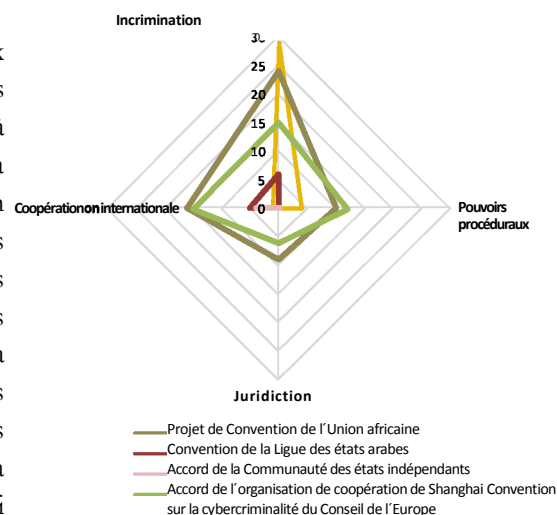 Incrimination
25
20
15
10
5
0
Coopération internationale
Pouvoirs
procéduraux
Juridiction
Projet de Convention de l´Union africaine
Convention de la Ligue des états arabes
Accord de la Communauté des états indépendants
Accord de l´organisation de coopération de Shanghai Convention
sur la cybercriminalité du Conseil de l´Europe